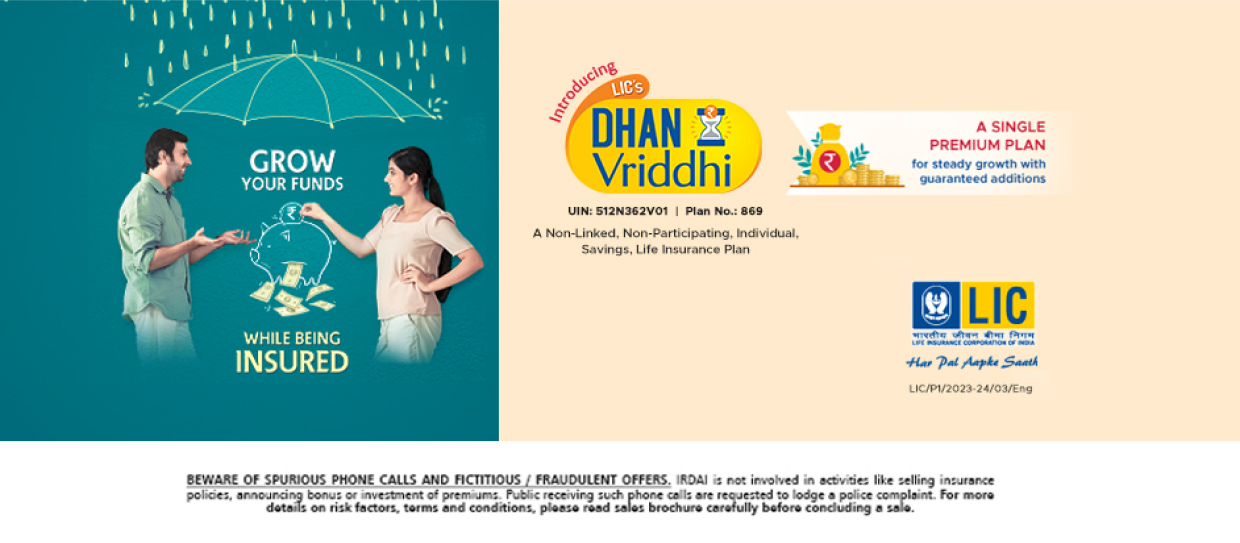 GROW
YOUR FUNDS
₹
WHILE BEING
INSURED
Introducing
LIC's
DHAN
Vriddhi
₹
UIN: 512N362V01 | Plan No.: 869
A Non-Linked, Non-Participating, Individual,
Savings, Life Insurance Plan
₹
A SINGLE
PREMIUM PLAN
for steady growth with
guaranteed additions
LIC
भारतीय जीवन बीमा निगम
LIFE INSURANCE CORPORATION OF INDIA
Har Pal Aapke Saath
LIC/P1/2023-24/03/Eng
BEWARE OF SPURIOUS PHONE CALLS AND FICTITIOUS / FRAUDULENT OFFERS. IRDAI is not involved in activities like selling insurance
policies, announcing bonus or investment of premiums. Public receiving such phone calls are requested to lodge a police complaint. For more
details on risk factors, terms and conditions, please read sales brochure carefully before concluding a sale.